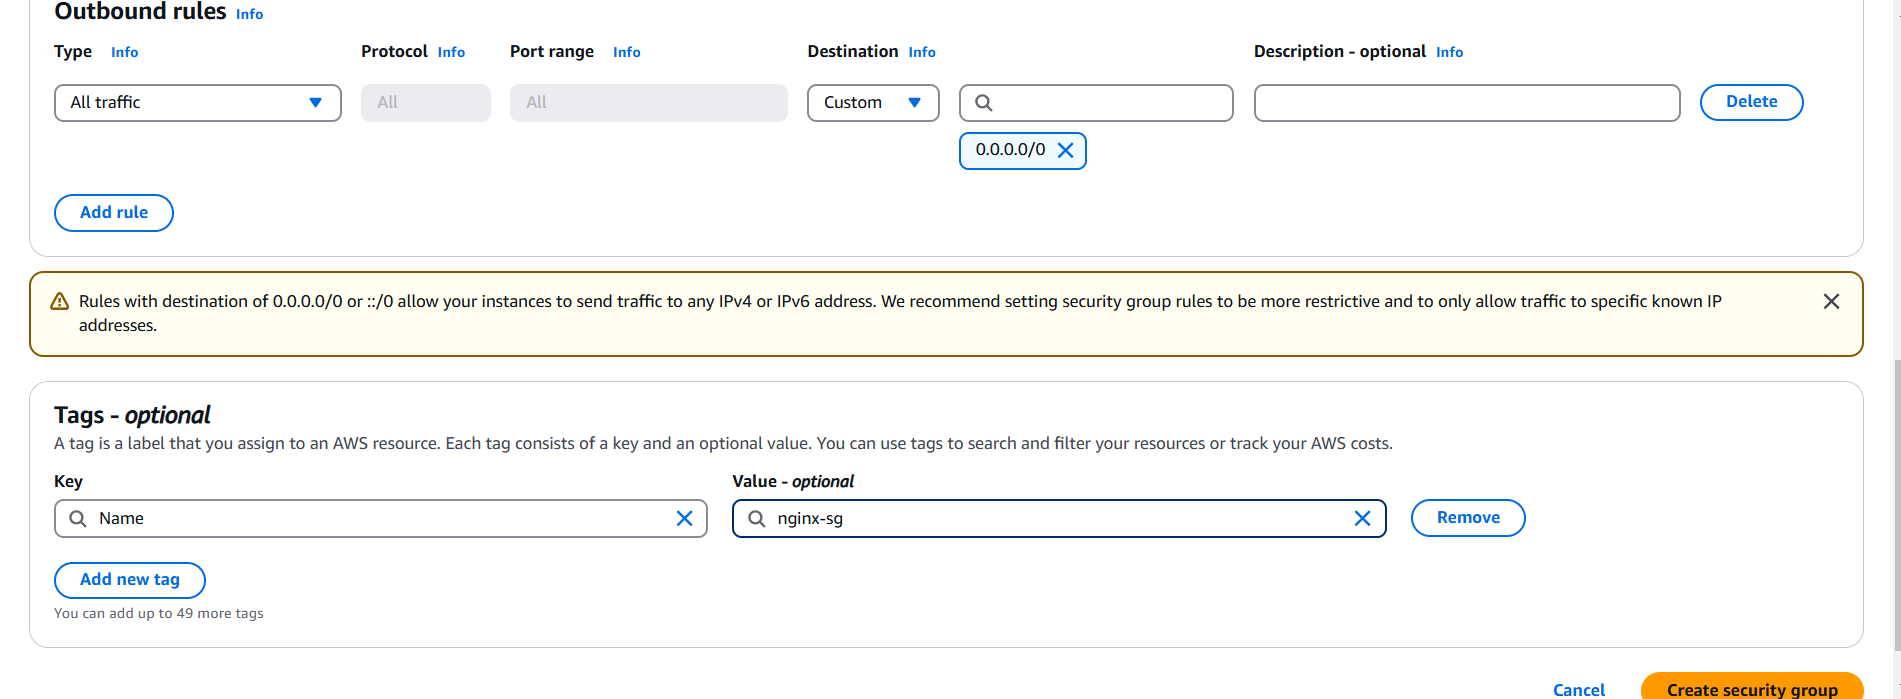 Outbound rules Info
Type Info Protocol Info Port range Info Destination Info Description - optional Info
All traffic All All Custom Delete
0.0.0.0/0
Add rule
Rules with destination of 0.0.0.0/0 or ::/0 allow your instances to send traffic to any IPv4 or IPv6 address. We recommend setting security group rules to be more restrictive and to only allow traffic to specific known IP
addresses.
Tags - optional
A tag is a label that you assign to an AWS resource. Each tag consists of a key and an optional value. You can use tags to search and filter your resources or track your AWS costs.
Key Value - optional
Name nginx-sg Remove
Add new tag
You can add up to 49 more tags
Cancel Create security group